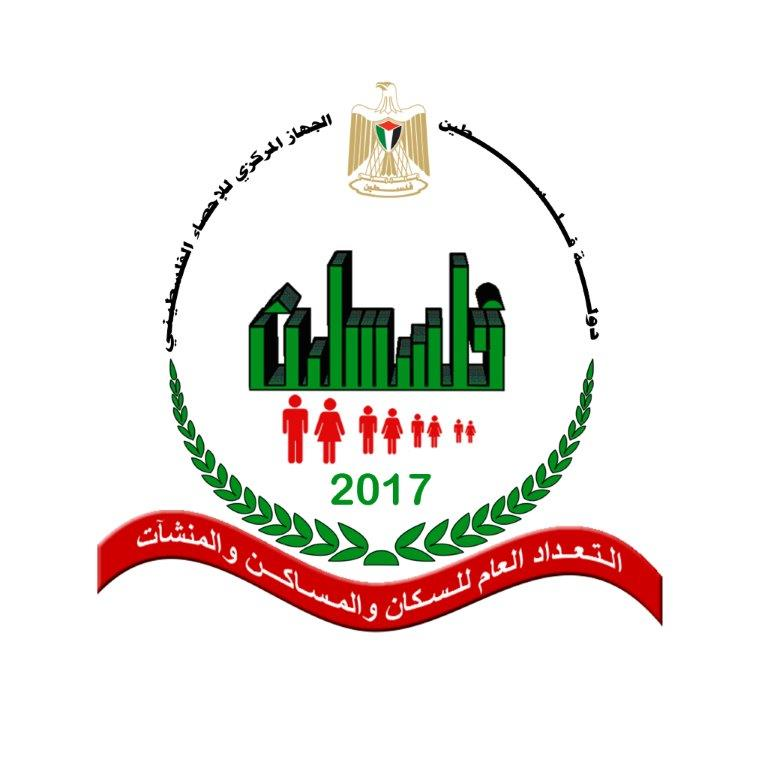 دولة فلسطين
الجهاز المركزي للإحصاء الفلسطيني
فلسطين
فلسطين
2017
التعداد العام للسكان والمساكن والمنشآت